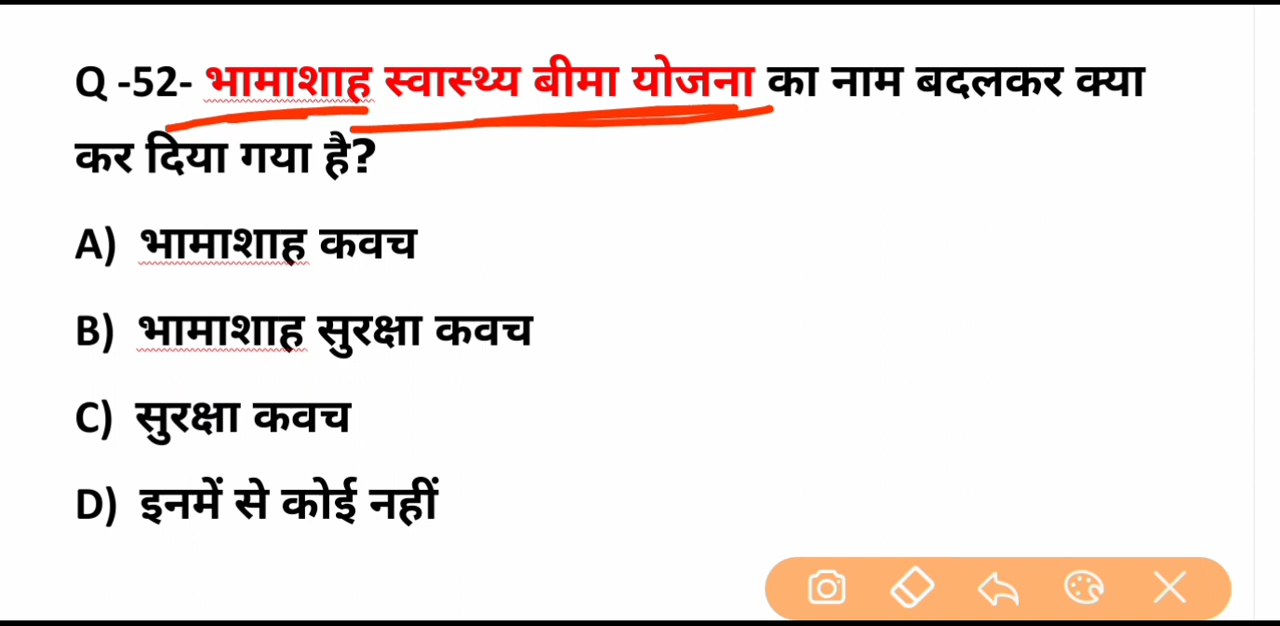 Q -52- भामाशाह स्वास्थ्य बीमा योजना का नाम बदलकर क्या
कर दिया गया है?
A) भामाशाह कवच
B) भामाशाह सुरक्षा कवच
C) सुरक्षा कवच
D) इनमें से कोई नहीं